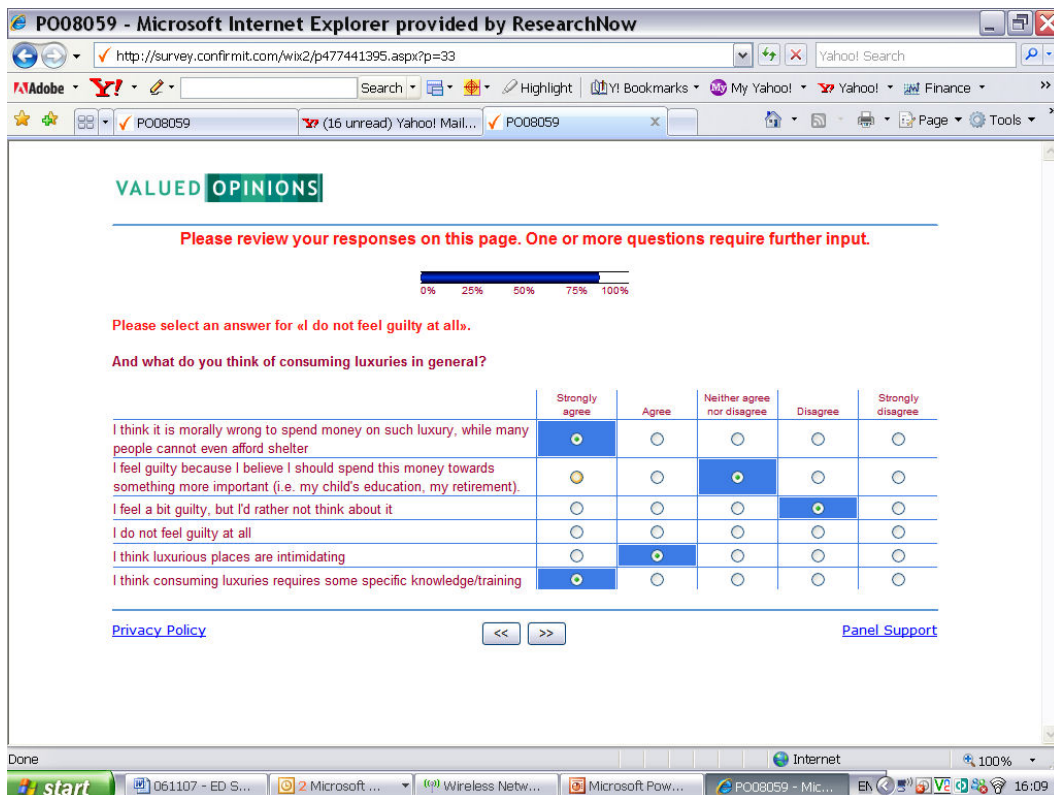 PO08059 - Microsoft Internet Explorer provided by ResearchNow
http://survey.confirmit.com/wix2/p477441395.aspx?p=33
Yahoo! Search
Adobe
Y!
Search
Highlight
Y! Bookmarks
My Yahoo!
Yahoo!
Finance
PO08059
(16 unread) Yahoo! Mail...
PO08059
Page
Tools
VALUED OPINIONS
Please review your responses on this page. One or more questions require further input.
0% 25% 50% 75% 100%
Please select an answer for «I do not feel guilty at all».
And what do you think of consuming luxuries in general?
Strongly agree
Agree
Neither agree nor disagree
Disagree
Strongly disagree
I think it is morally wrong to spend money on such luxury, while many
people cannot even afford shelter
I feel guilty because I believe I should spend this money towards
something more important (i.e. my child's education, my retirement).
I feel a bit guilty, but I'd rather not think about it
I do not feel guilty at all
I think luxurious places are intimidating
I think consuming luxuries requires some specific knowledge/training
Privacy Policy
<< >>
Panel Support
Done
Internet
100%
start
061107 - ED S...
2 Microsoft ...
Wireless Netw...
Microsoft Pow...
PO08059 - Mic...
EN
16:09